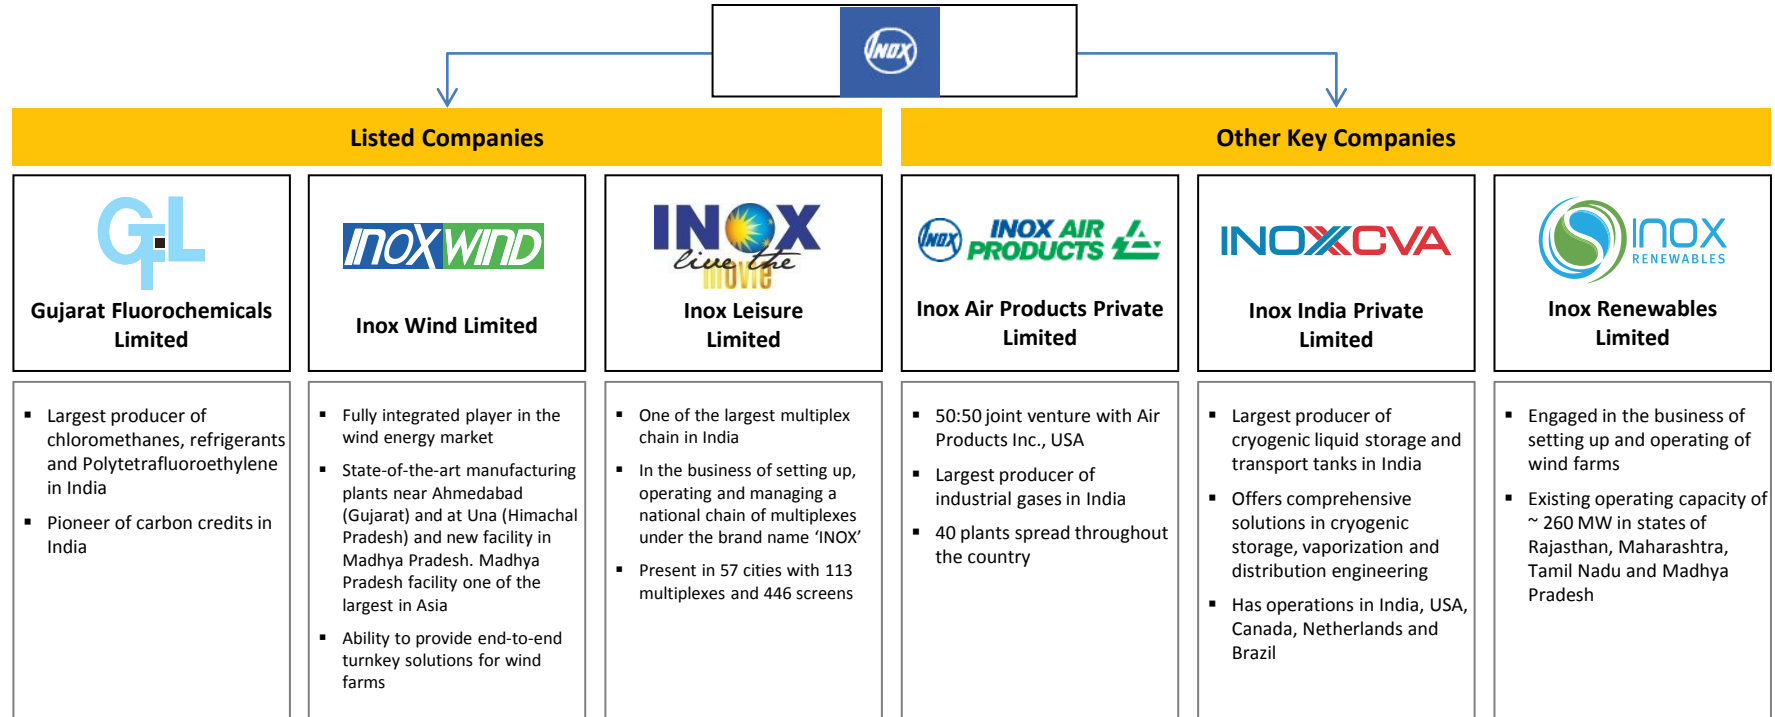 INOX
Listed Companies
Other Key Companies
GFL
Gujarat Fluorochemicals
Limited
▪ Largest producer of
chloromethanes, refrigerants
and Polytetrafluoroethylene
in India
▪ Pioneer of carbon credits in
India
INOXWIND
Inox Wind Limited
▪ Fully integrated player in the
wind energy market
▪ State-of-the-art manufacturing
plants near Ahmedabad
(Gujarat) and at Una (Himachal
Pradesh) and new facility in
Madhya Pradesh. Madhya
Pradesh facility one of the
largest in Asia
▪ Ability to provide end-to-end
turnkey solutions for wind
farms
INOX
live the
movie
Inox Leisure
Limited
▪ One of the largest multiplex
chain in India
▪ In the business of setting up,
operating and managing a
national chain of multiplexes
under the brand name ‘INOX’
▪ Present in 57 cities with 113
multiplexes and 446 screens
INOX
INOX AIR
PRODUCTS
Inox Air Products Private
Limited
▪ 50:50 joint venture with Air
Products Inc., USA
▪ Largest producer of
industrial gases in India
▪ 40 plants spread throughout
the country
INOXCVA
Inox India Private
Limited
▪ Largest producer of
cryogenic liquid storage and
transport tanks in India
▪ Offers comprehensive
solutions in cryogenic
storage, vaporization and
distribution engineering
▪ Has operations in India, USA,
Canada, Netherlands and
Brazil
INOX
RENEWABLES
Inox Renewables
Limited
▪ Engaged in the business of
setting up and operating of
wind farms
▪ Existing operating capacity of
~ 260 MW in states of
Rajasthan, Maharashtra,
Tamil Nadu and Madhya
Pradesh